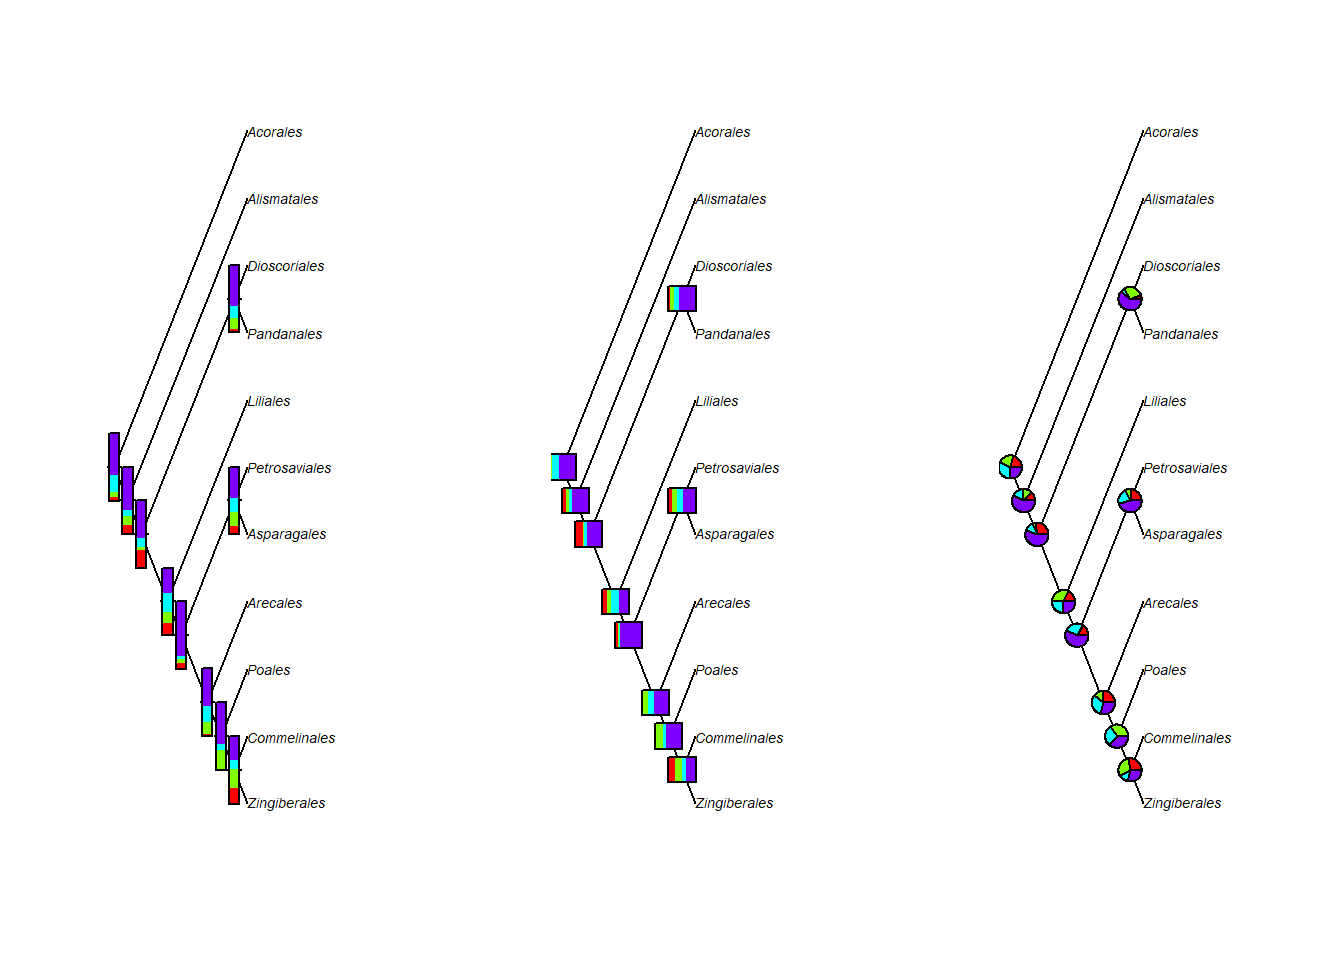 Acorales
Alismatales
Dioscoriales
Pandanales
Liliales
Petrosaviales
Asparagales
Arecales
Poales
Commelinales
Zingiberales
Acorales
Alismatales
Dioscoriales
Pandanales
Liliales
Petrosaviales
Asparagales
Arecales
Poales
Commelinales
Zingiberales
Acorales
Alismatales
Dioscoriales
Pandanales
Liliales
Petrosaviales
Asparagales
Arecales
Poales
Commelinales
Zingiberales